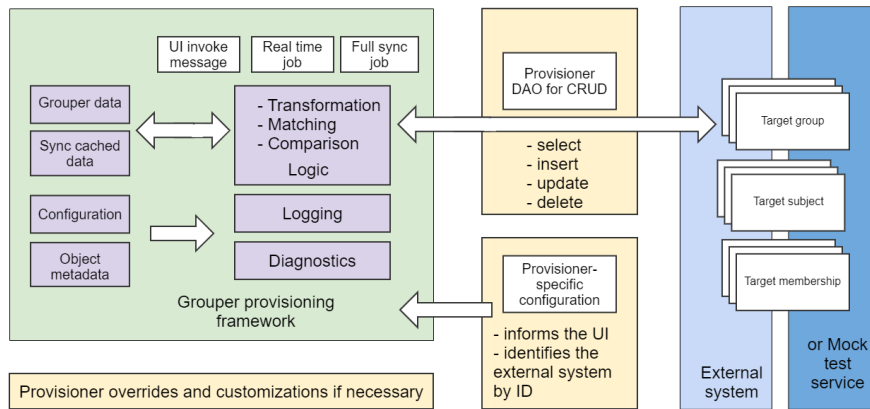 UI invoke
message
Real time
job
Full sync
job
Grouper data
Sync cached
data
Configuration
Object
metadata
- Transformation
- Matching
- Comparison
Logic
Logging
Diagnostics
Grouper provisioning
framework
Provisioner overrides and customizations if necessary
Provisioner
DAO for CRUD
- select
- insert
- update
- delete
Provisioner-
specific
configuration
- informs the UI
- identifies the
external system
by ID
Target group
Target subject
Target membership
External
system
or Mock
test
service